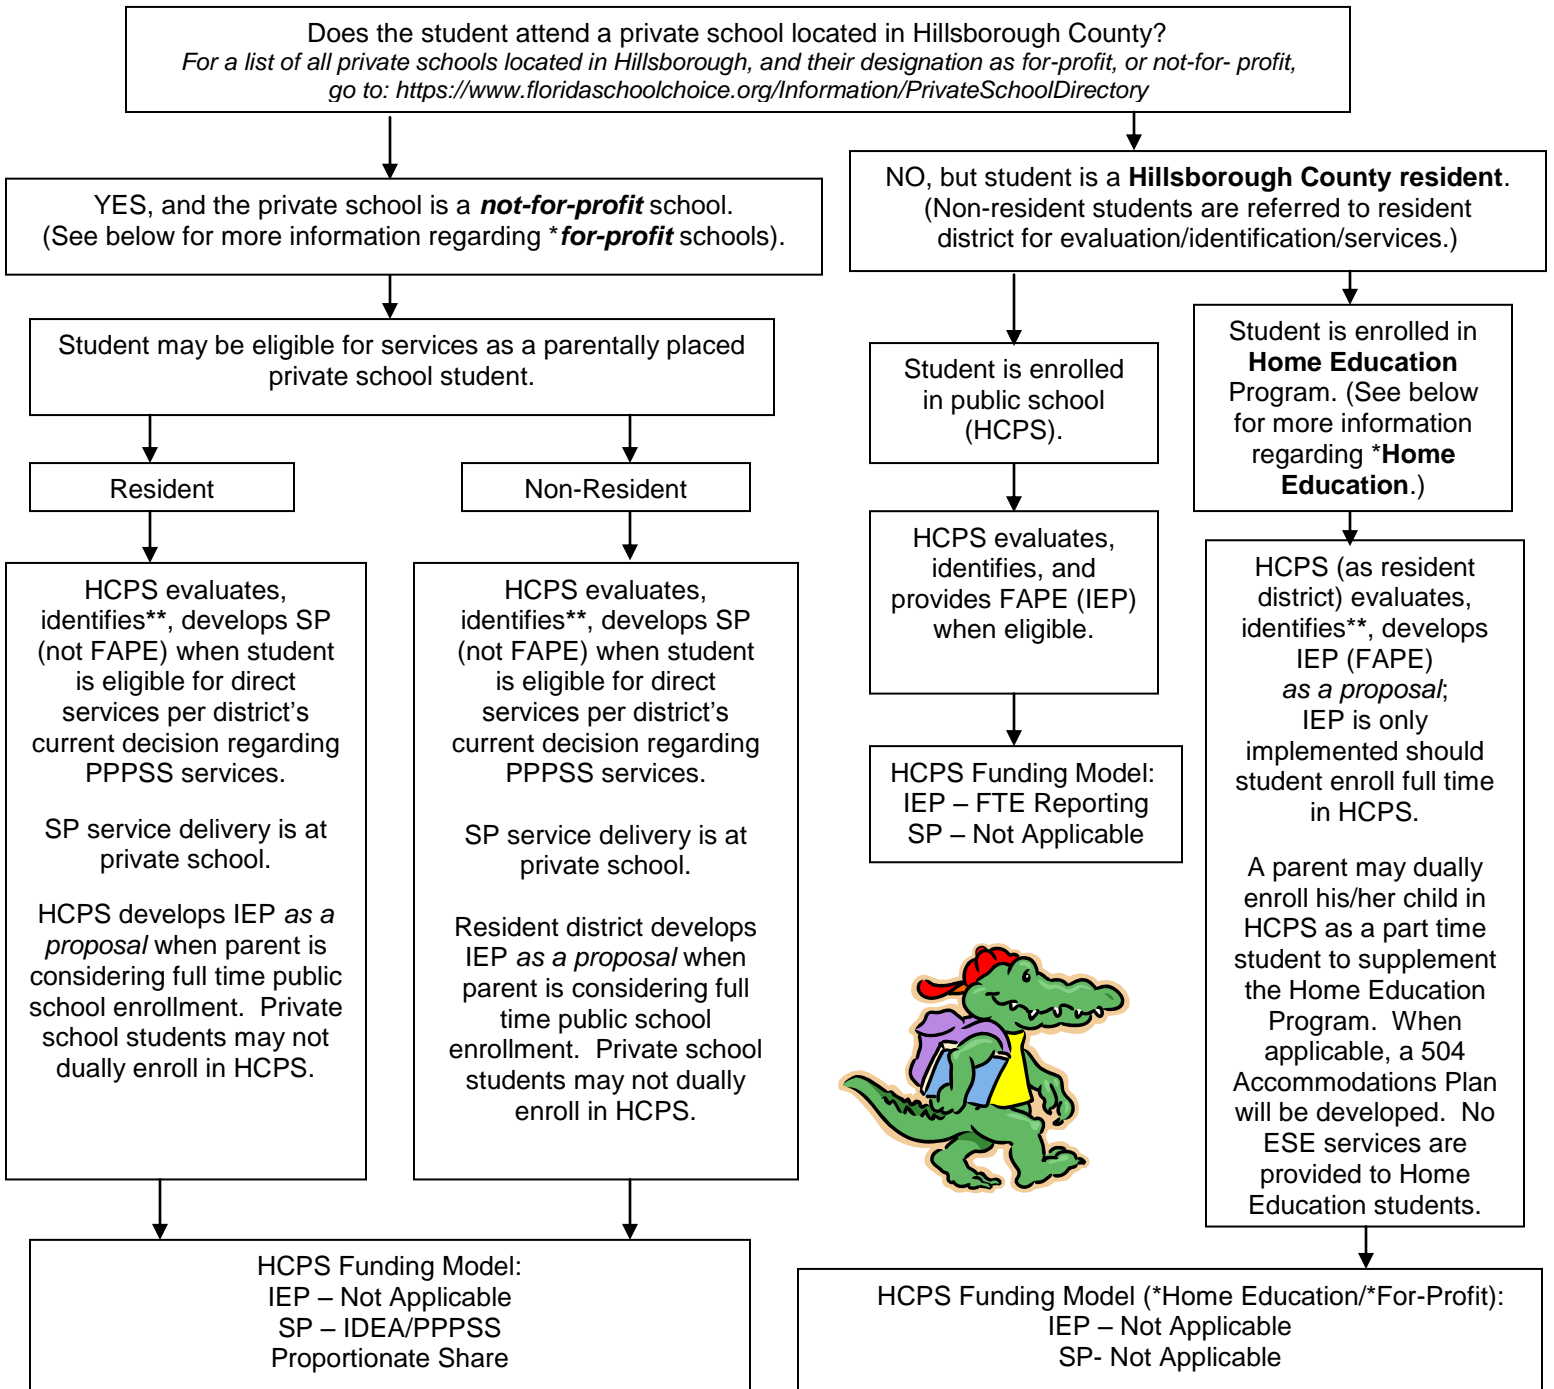 Does the student attend a private school located in Hillsborough County?
For a list of all private schools located in Hillsborough, and their designation as for-profit, or not-for- profit,
go to: https://www.floridaschoolchoice.org/Information/PrivateSchoolDirectory
YES, and the private school is a not-for-profit school.
(See below for more information regarding *for-profit schools).
Student may be eligible for services as a parentally placed
private school student.
Resident
HCPS evaluates,
identifies**, develops SP
(not FAPE) when student
is eligible for direct
services per district's
current decision regarding
PPPSS services.
SP service delivery is at
private school.
HCPS develops IEP as a
proposal when parent is
considering full time public
school enrollment.  Private
school students may not
dually enroll in HCPS.
Non-Resident
HCPS evaluates,
identifies**, develops SP
(not FAPE) when student
is eligible for direct
services per district's
current decision regarding
PPPSS services.
SP service delivery is at
private school.
Resident district develops
IEP as a proposal when
parent is considering full
time public school
enrollment.  Private school
students may not dually
enroll in HCPS.
HCPS Funding Model:
IEP – Not Applicable
SP – IDEA/PPPSS
Proportionate Share
NO, but student is a Hillsborough County resident.
(Non-resident students are referred to resident
district for evaluation/identification/services.)
Student is enrolled
in public school
(HCPS).
HCPS evaluates,
identifies, and
provides FAPE (IEP)
when eligible.
HCPS Funding Model:
IEP – FTE Reporting
SP – Not Applicable
Student is enrolled in
Home Education
Program. (See below
for more information
regarding *Home
Education.)
HCPS (as resident
district) evaluates,
identifies**, develops
IEP (FAPE)
as a proposal;
IEP is only
implemented should
student enroll full time
in HCPS.
A parent may dually
enroll his/her child in
HCPS as a part time
student to supplement
the Home Education
Program.  When
applicable, a 504
Accommodations Plan
will be developed.  No
ESE services are
provided to Home
Education students.
HCPS Funding Model (*Home Education/*For-Profit):
IEP – Not Applicable
SP- Not Applicable